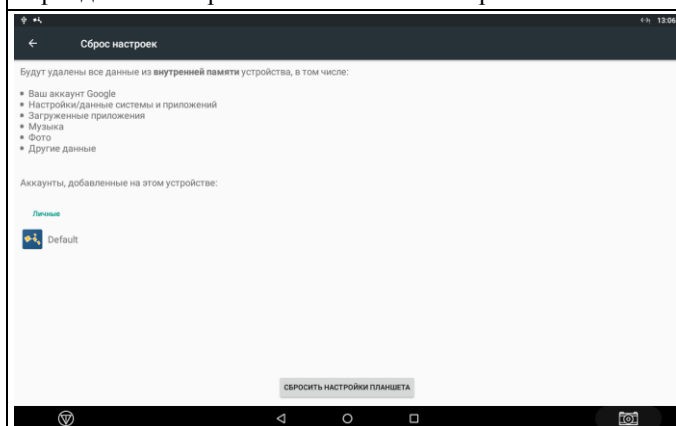 13:06
Сброс настроек
Будут удалены все данные из внутренней памяти устройства, в том числе:
• Ваш аккаунт Google
• Настройки/данные системы и приложений
• Загруженные приложения
• Музыка
• Фото
• Другие данные
Аккаунты, добавленные на этом устройстве:
Личные
Default
СБРОСИТЬ НАСТРОЙКИ ПЛАНШЕТА